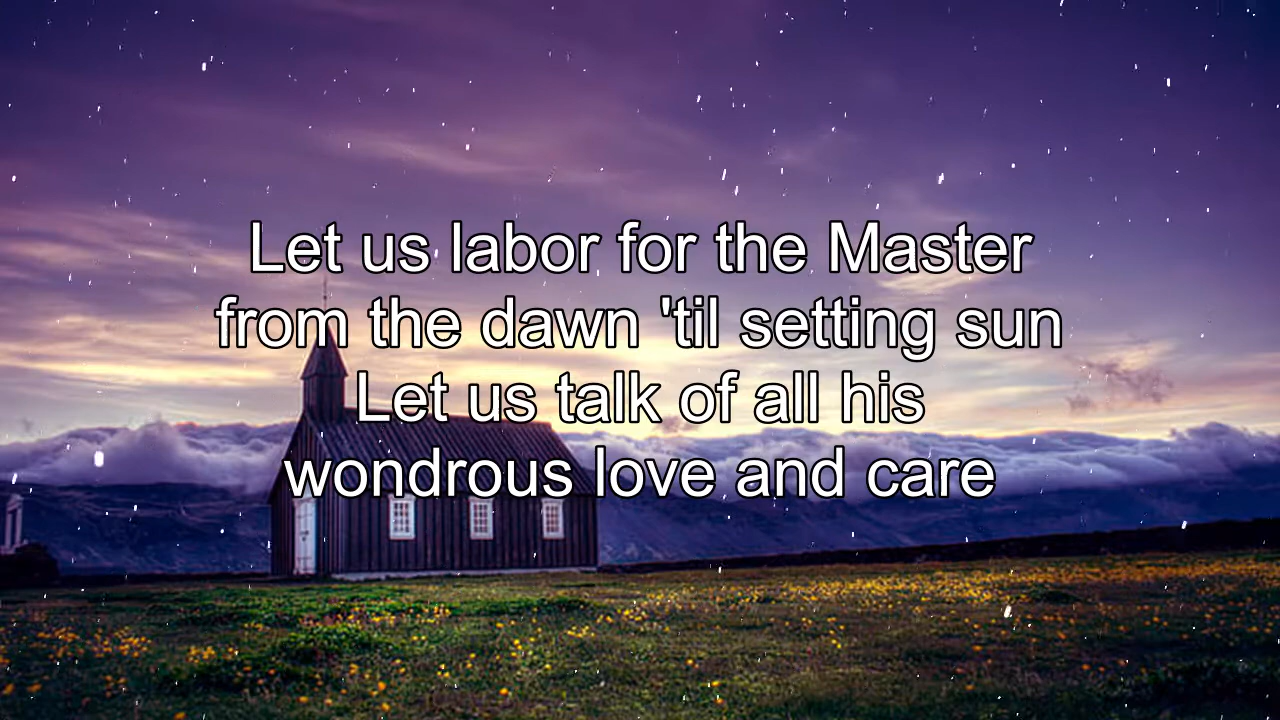 Let us labor for the Master
from the dawn 'til setting sun
Let us talk of all his
wondrous love and care